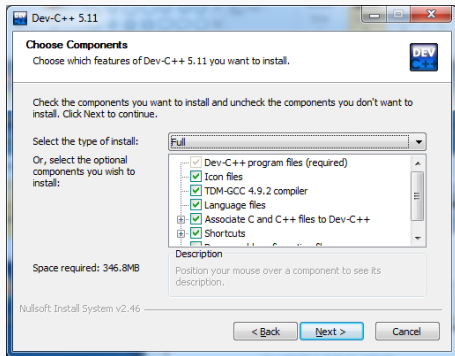 Dev-C++ 5.11
Choose Components
Choose which features of Dev-C++ 5.11 you want to install.
DEV
C++
Check the components you want to install and uncheck the components you don't want to
install. Click Next to continue.
Select the type of install:
Full
Or, select the optional
components you wish to
install:
Dev-C++ program files (required)
Icon files
TDM-GCC 4.9.2 compiler
Language files
Associate C and C++ files to Dev-C++
Shortcuts
Space required: 346.8MB
Description
Position your mouse over a component to see its
description.
Nullsoft Install System v2.46
< Back
Next >
Cancel